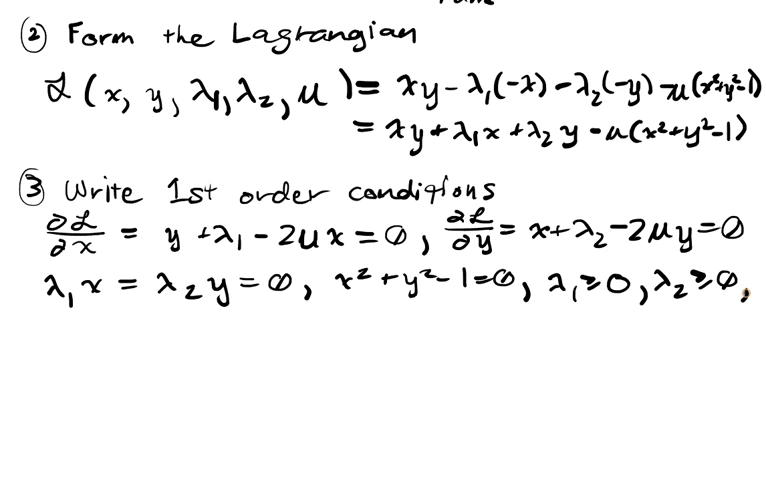 ② Form the Lagrangian
ℒ(x, y, λ₁, λ₂, μ) = xy - λ₁(-x) - λ₂(-y) - μ(x²+y²-1)
= xy + λ₁x + λ₂y - μ(x²+y²-1)
③ Write 1st order conditions
∂ℒ/∂x = y + λ₁ - 2μx = 0, ∂ℒ/∂y = x + λ₂ - 2μy = 0
λ₁x = λ₂y = 0, x² + y² - 1 = 0, λ₁ ≥ 0, λ₂ ≥ 0,